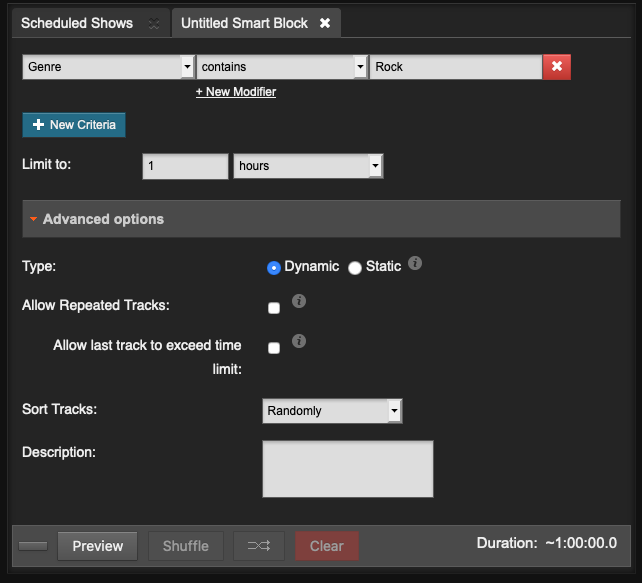 Scheduled Shows
Untitled Smart Block
Genre contains Rock
+ New Modifier
New Criteria
Limit to: 1 hours
Advanced options
Type: Dynamic Static
Allow Repeated Tracks:
Allow last track to exceed time
limit:
Sort Tracks: Randomly
Description:
Preview Shuffle Clear Duration: ~1:00:00.0